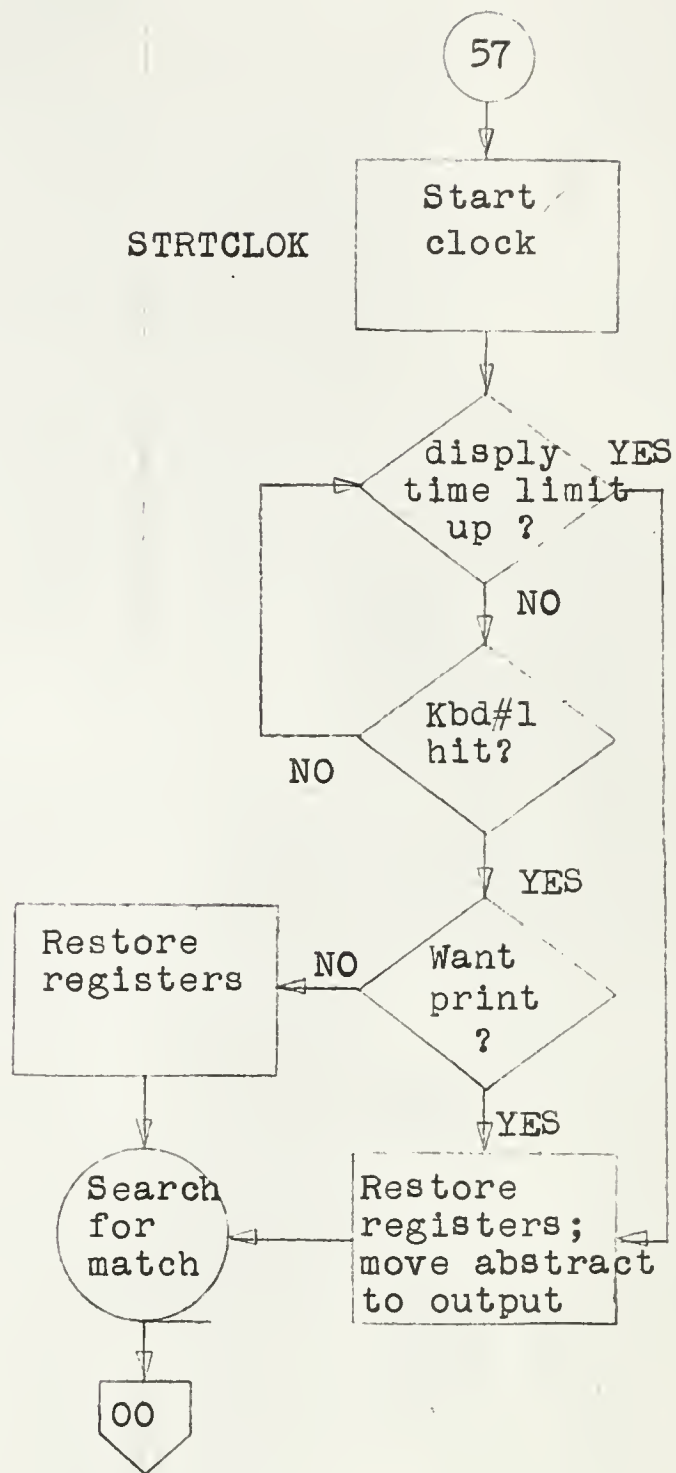 57
Start
clock
STRTCLOK
disply
time limit
up ?
YES
NO
Kbd#1
hit?
NO
YES
Want
print
?
NO
Restore
registers
YES
Restore
registers;
move abstract
to output
Search
for
match
00